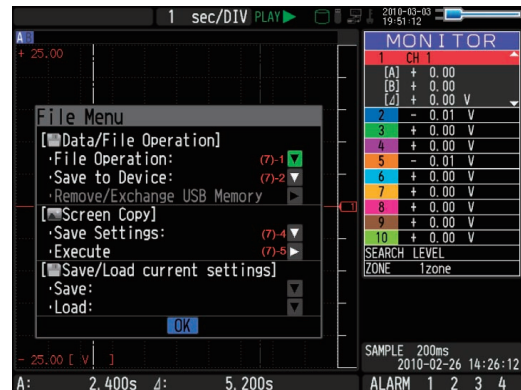 1 sec/DIV PLAY
2010-03-03
19:51:12
A B
+ 25.00
MONITOR
1 CH 1
[A] + 0.00
[B] + 0.00
[⊿] + 0.00 V
2 - 0.01 V
3 + 0.00 V
4 + 0.00 V
5 - 0.01 V
6 + 0.00 V
7 + 0.00 V
8 + 0.00 V
9 + 0.00 V
10 + 0.00 V
SEARCH LEVEL
ZONE 1zone
File Menu
[Data/File Operation]
·File Operation: (7)-1
·Save to Device: (7)-2
·Remove/Exchange USB Memory
[Screen Copy]
·Save Settings: (7)-4
·Execute (7)-5
[Save/Load current settings]
·Save:
·Load:
OK
1
- 25.00 [ V ]
SAMPLE 200ms
2010-02-26 14:26:12
A: 2.400s ⊿: 5.200s
ALARM 1 2 3 4